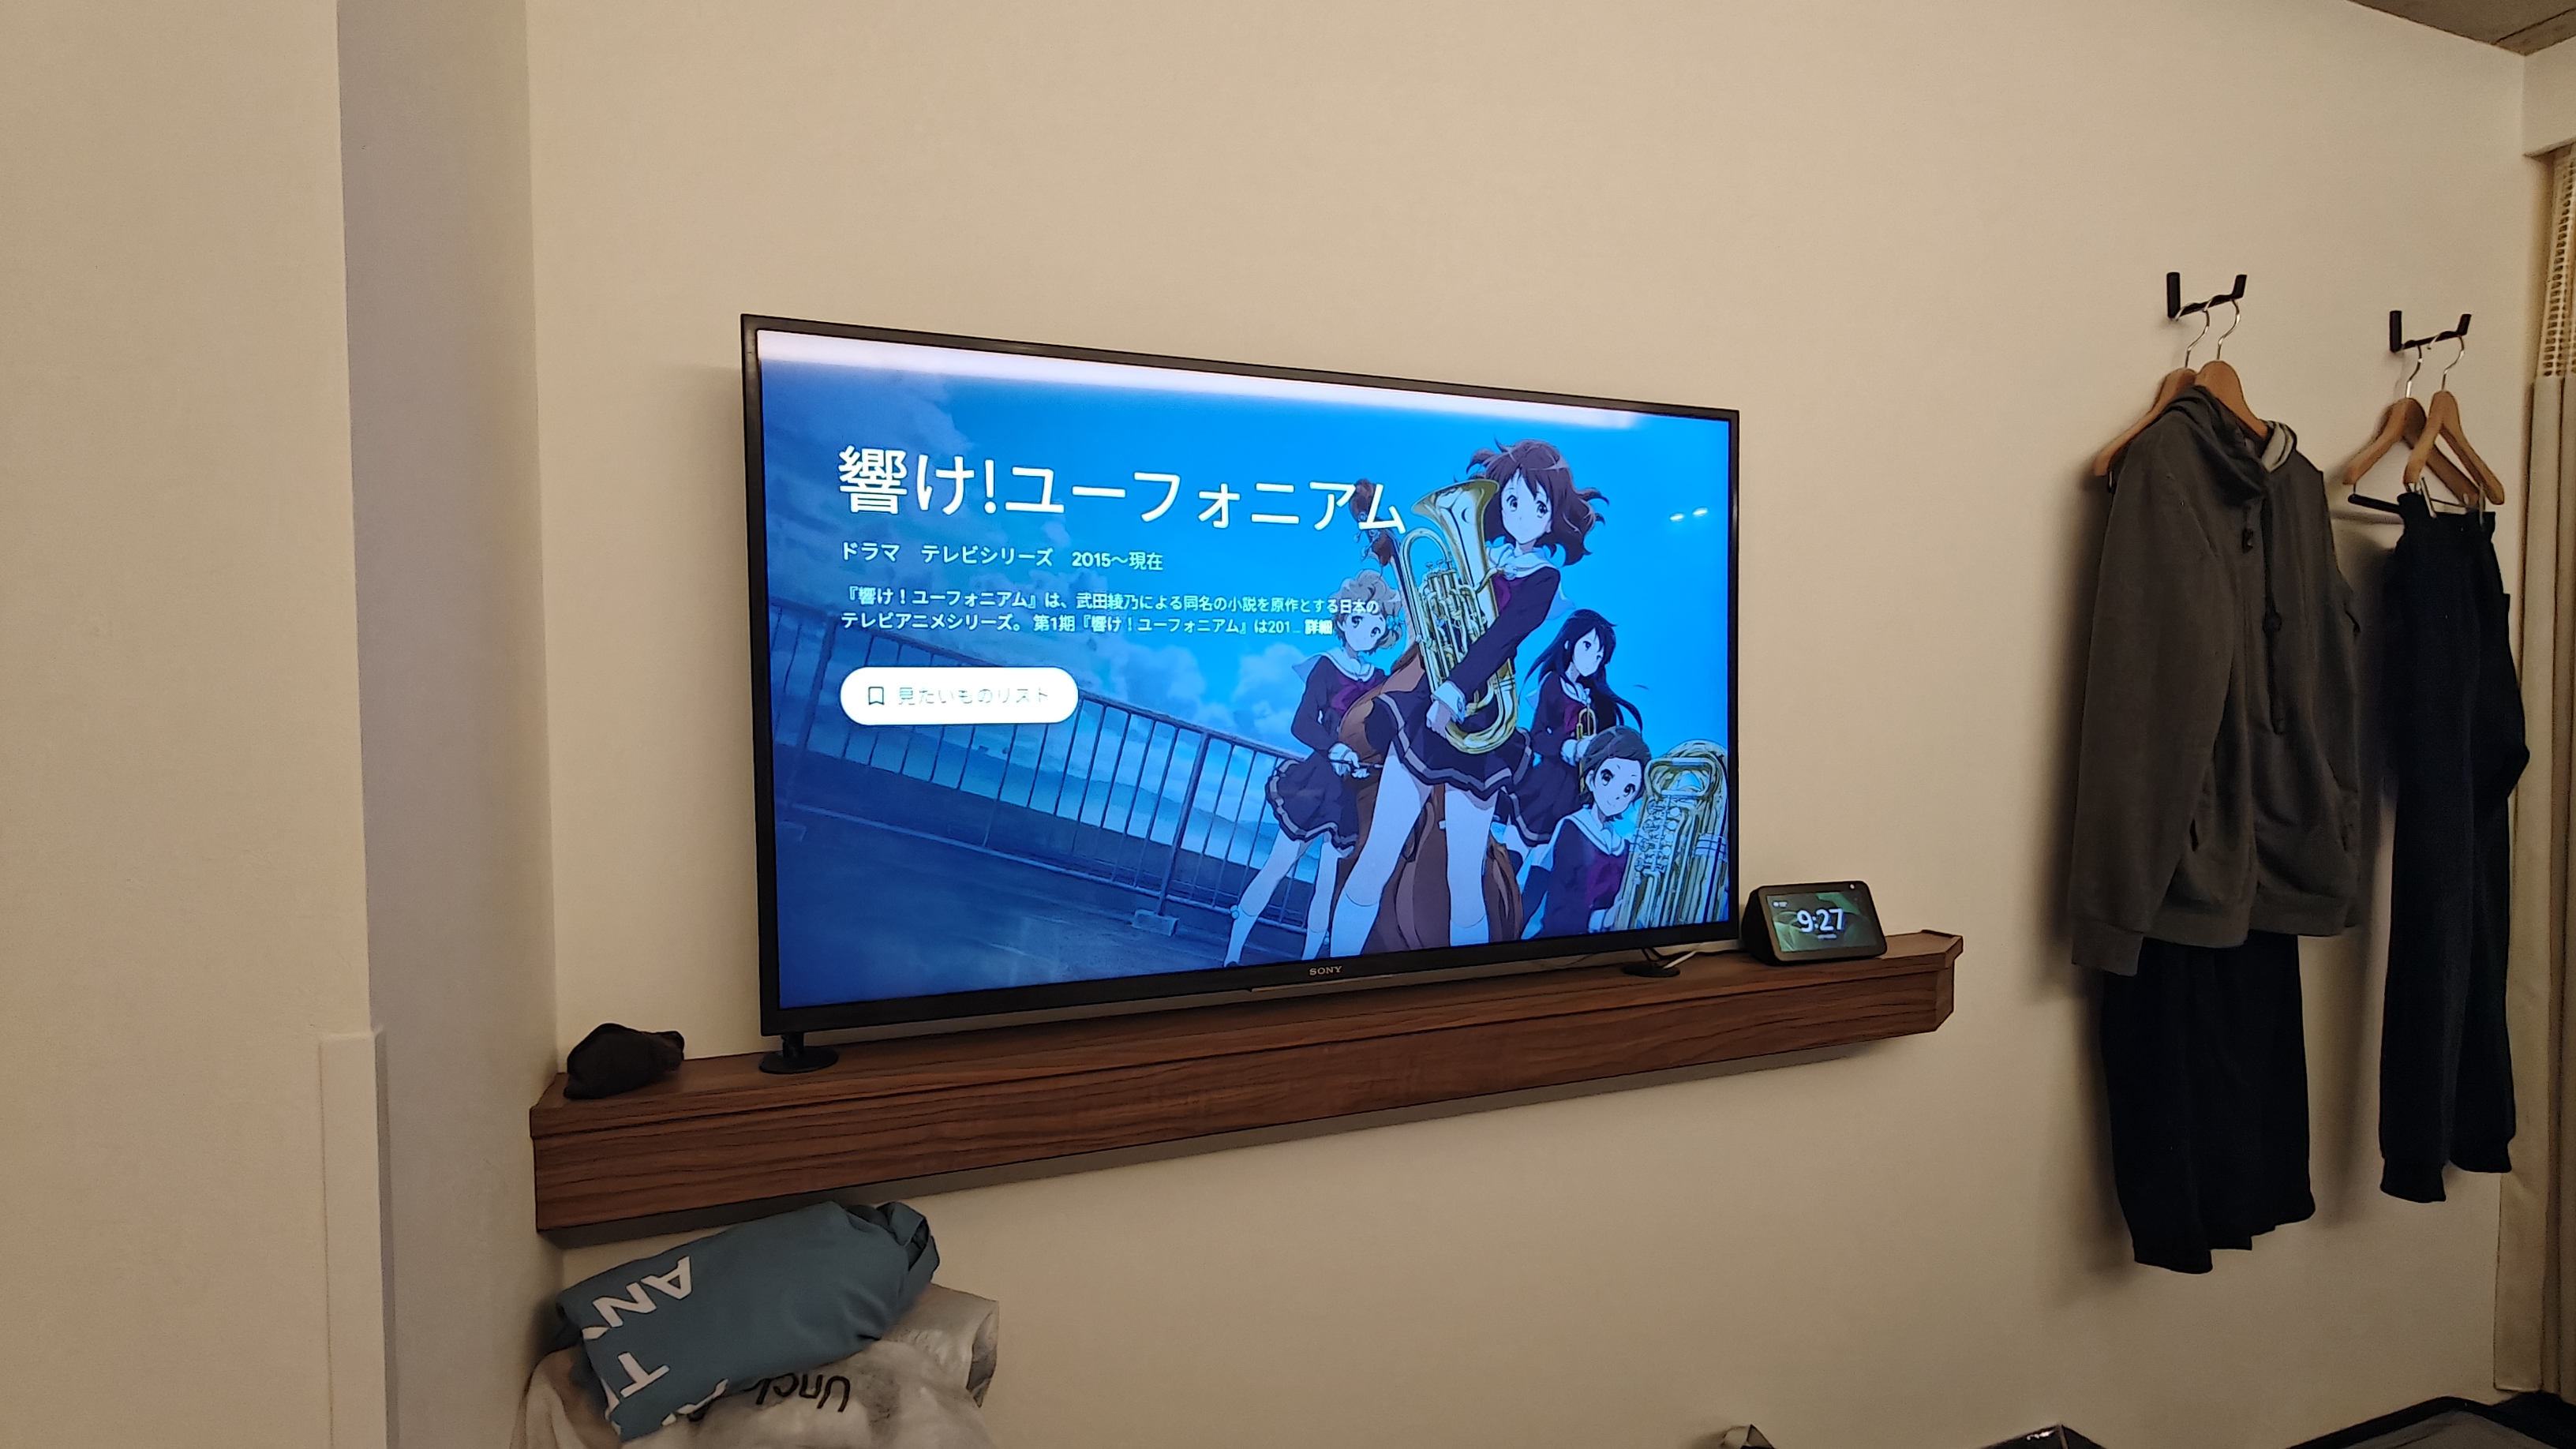 響け!ユーフォニアム
ドラマ テレビシリーズ 2015～現在
『響け！ユーフォニアム』は、武田綾乃による同名の小説を原作とする日本の
テレビアニメシリーズ。 第1期『響け！ユーフォニアム』は201... 詳細
見たいものリスト
SONY
9:27
AN
T
Uncle